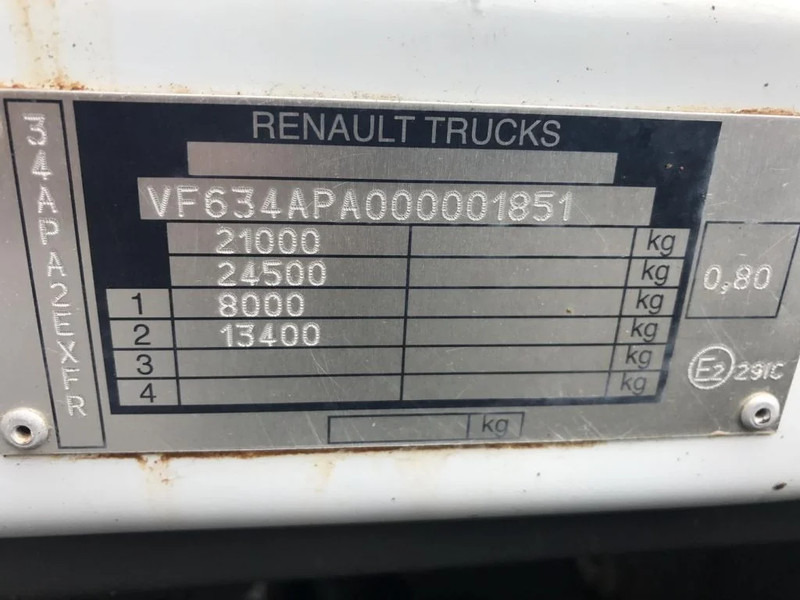 34APA2EXFR
RENAULT TRUCKS
VF634APA000001851
21000 kg
24500 kg
1 8000 kg
2 13400 kg
3 kg
4 kg
kg
0,80
E2 291C